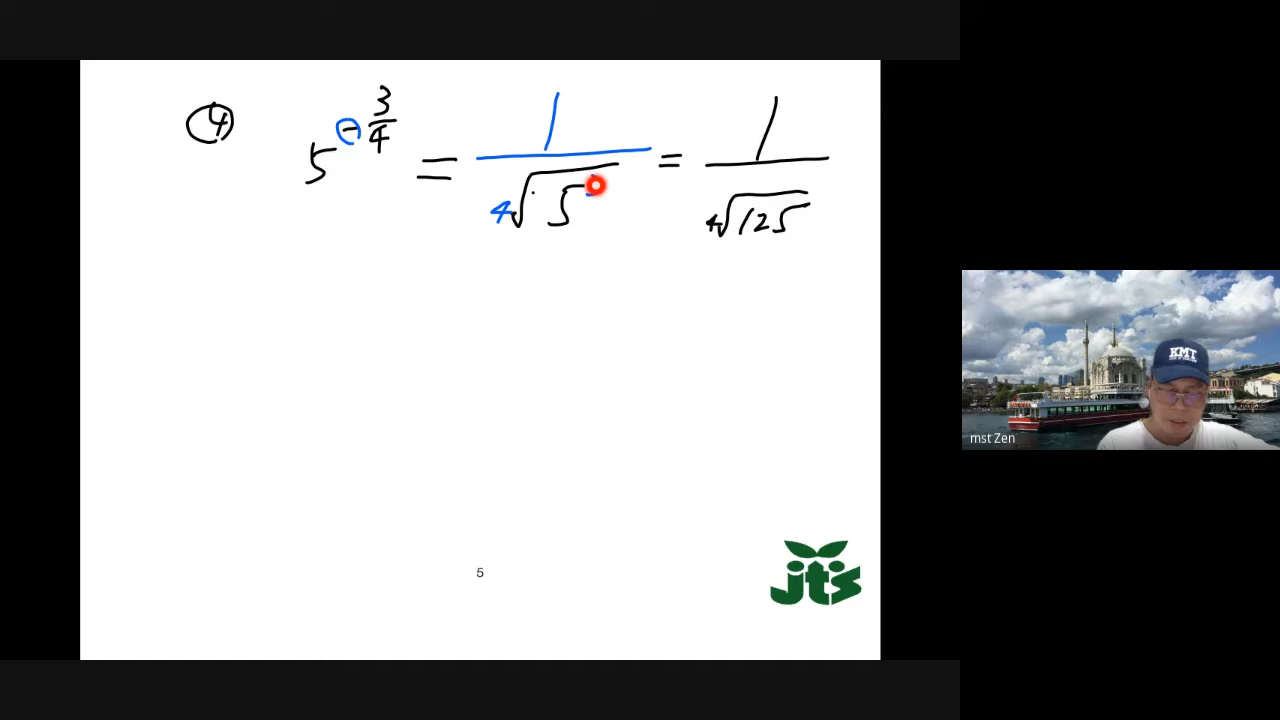 ④ 5^{-3/4} = 1/⁴√5³ = 1/⁴√125
KMT
mst Zen
5
jts